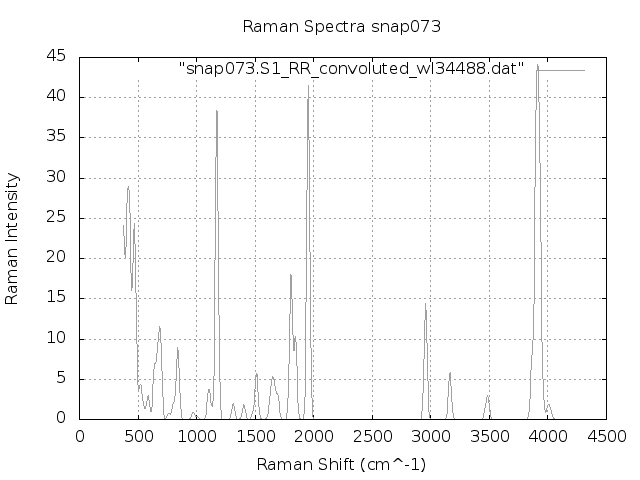 Raman Spectra snap073
"snap073.S1_RR_convoluted_wl34488.dat"
45
40
35
30
25
20
15
10
5
0
Raman Intensity
0 500 1000 1500 2000 2500 3000 3500 4000 4500
Raman Shift (cm^-1)